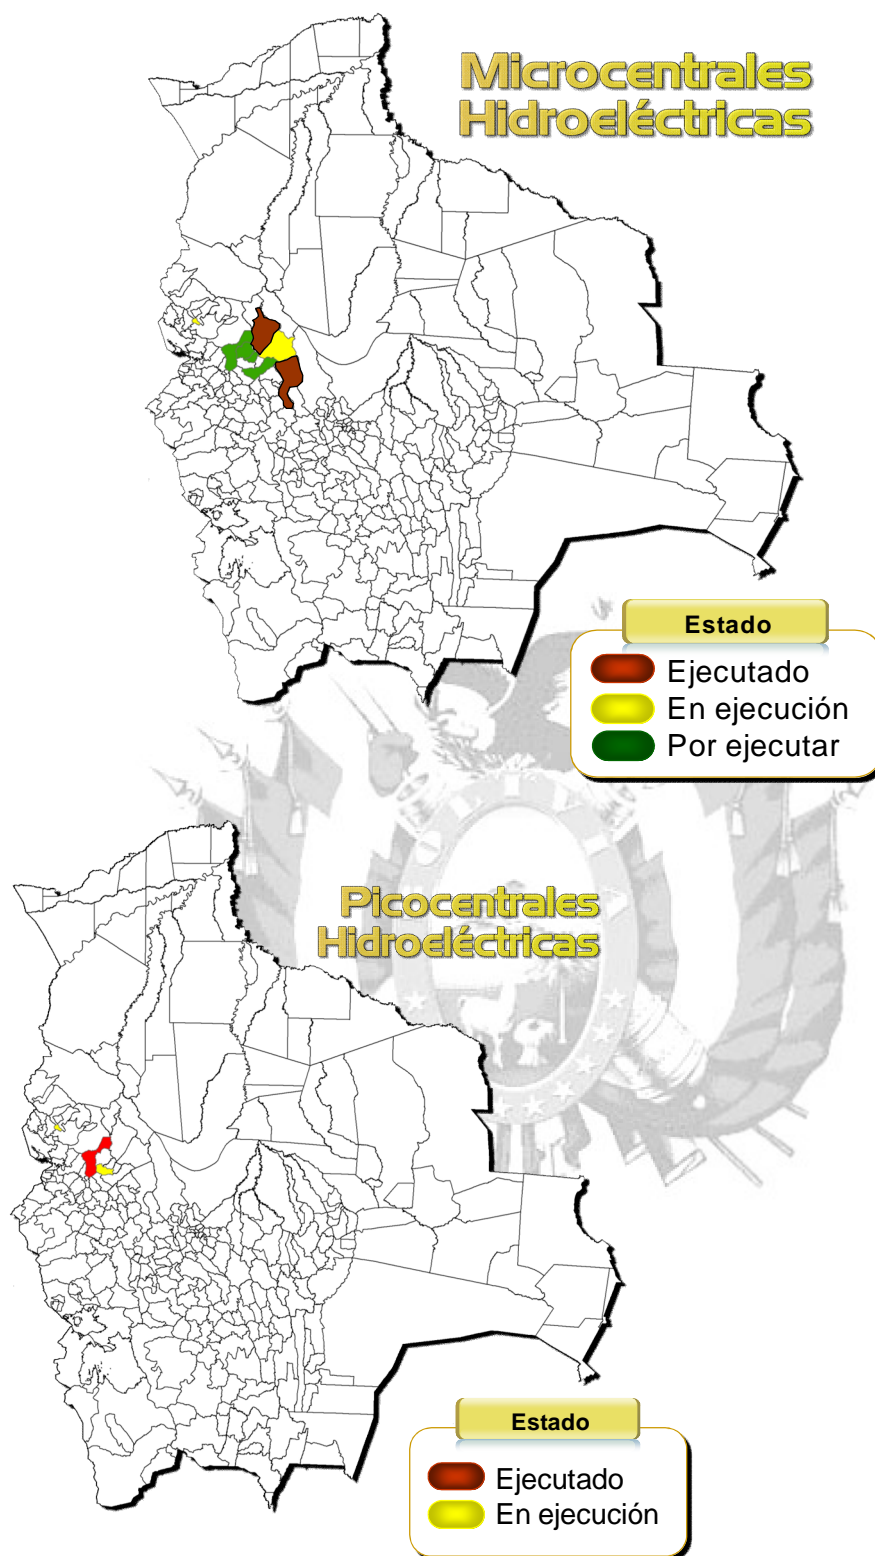 Microcentrales
Hidroeléctricas
Estado
Ejecutado
En ejecución
Por ejecutar
Picocentrales
Hidroeléctricas
Estado
Ejecutado
En ejecución